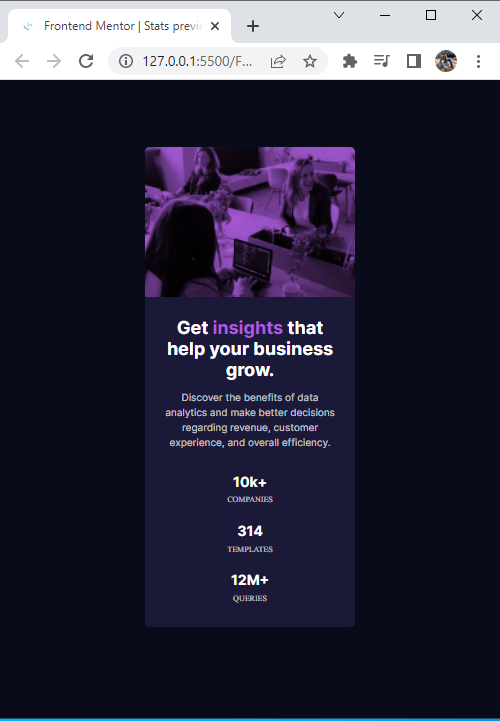 Frontend Mentor | Stats previe
127.0.0.1:5500/F...
Get insights that
help your business
grow.
Discover the benefits of data
analytics and make better decisions
regarding revenue, customer
experience, and overall efficiency.
10k+
COMPANIES
314
TEMPLATES
12M+
QUERIES